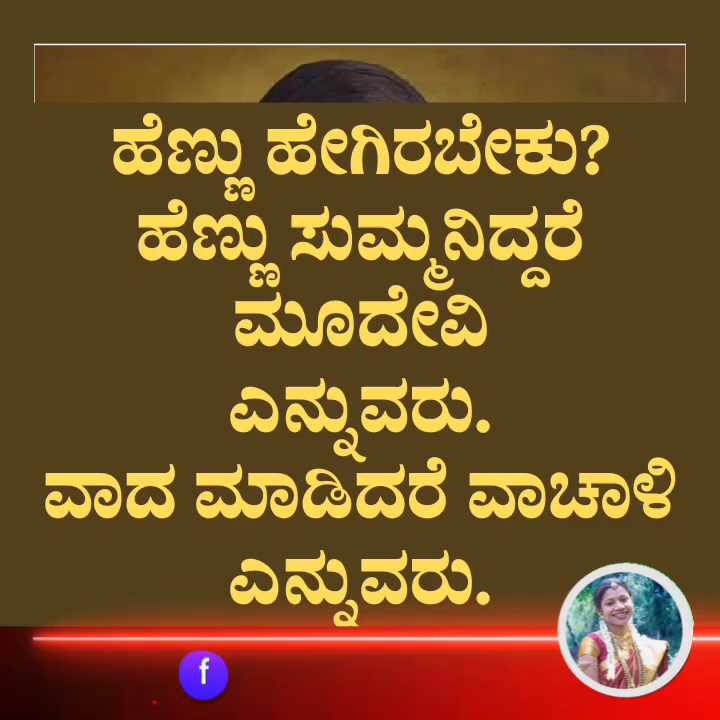 ಹೆಣ್ಣು ಹೇಗಿರಬೇಕು?
ಹೆಣ್ಣು ಸುಮ್ಮನಿದ್ದರೆ
ಮೂದೇವಿ
ಎನ್ನುವರು.
ವಾದ ಮಾಡಿದರೆ ವಾಚಾಳಿ
ಎನ್ನುವರು.
f